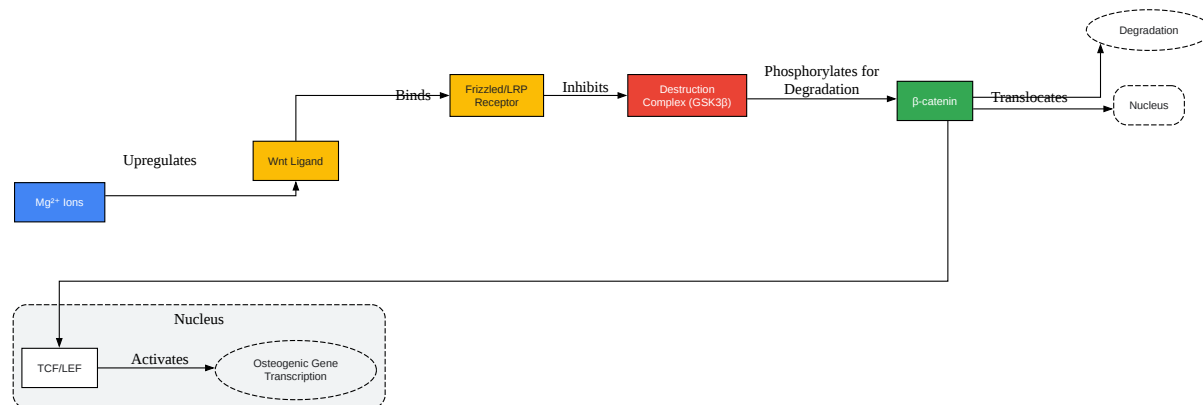 Degradation
Phosphorylates for
Degradation
Frizzled/LRP
Receptor
Inhibits
Destruction
Complex (GSK3β)
Binds
β-catenin
Translocates
Nucleus
Upregulates
Wnt Ligand
Mg²⁺ Ions
Nucleus
TCF/LEF
Activates
Osteogenic Gene
Transcription